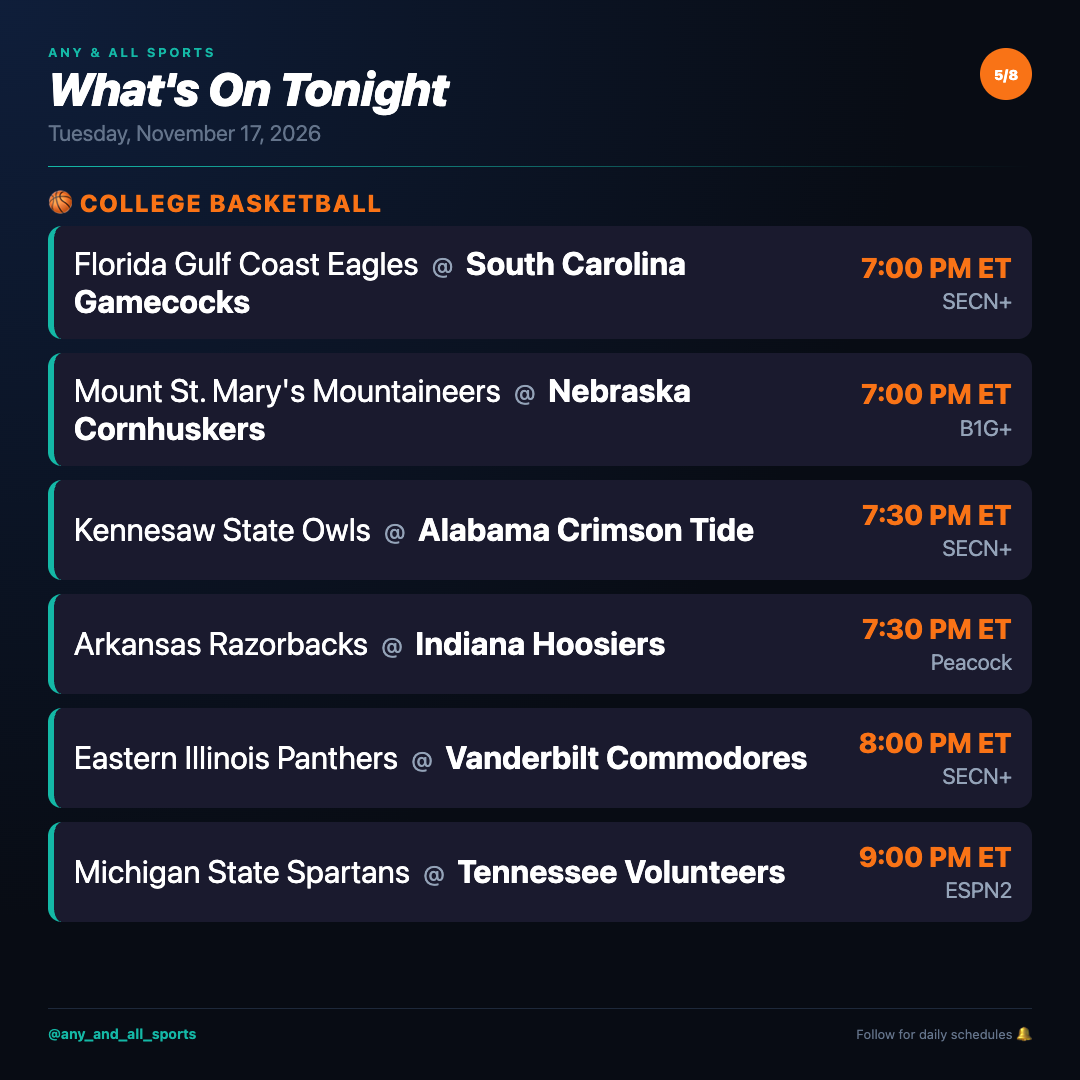 ANY & ALL SPORTS
What's On Tonight
5/8
Tuesday, November 17, 2026
🏀 COLLEGE BASKETBALL
Florida Gulf Coast Eagles @ South Carolina
Gamecocks
7:00 PM ET
SECN+
Mount St. Mary's Mountaineers @ Nebraska
Cornhuskers
7:00 PM ET
B1G+
Kennesaw State Owls @ Alabama Crimson Tide
7:30 PM ET
SECN+
Arkansas Razorbacks @ Indiana Hoosiers
7:30 PM ET
Peacock
Eastern Illinois Panthers @ Vanderbilt Commodores
8:00 PM ET
SECN+
Michigan State Spartans @ Tennessee Volunteers
9:00 PM ET
ESPN2
@any_and_all_sports
Follow for daily schedules 🔔